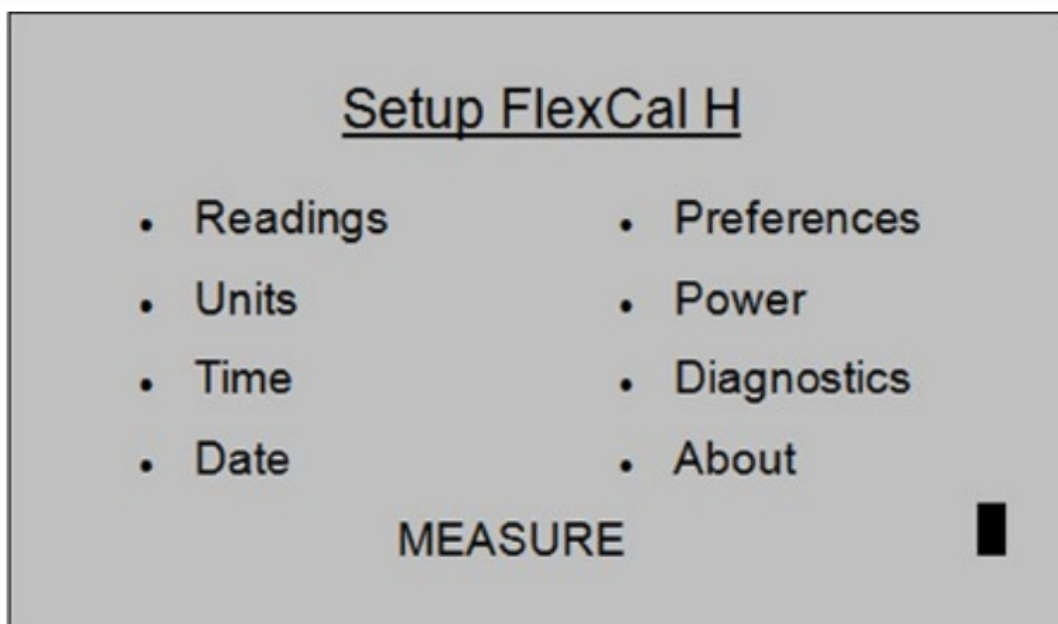 Setup FlexCal H
• Readings
• Units
• Time
• Date
• Preferences
• Power
• Diagnostics
• About
MEASURE